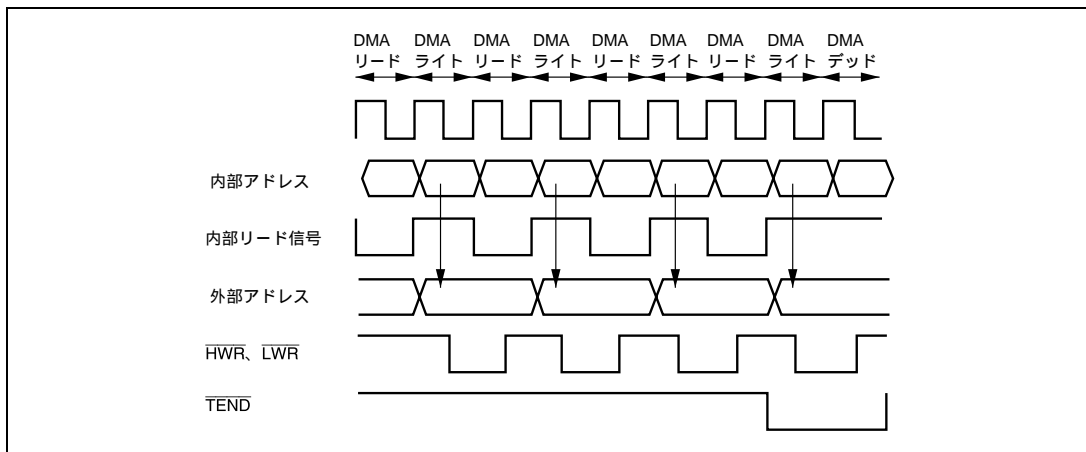 DMA DMA DMA DMA DMA DMA DMA DMA DMA
リード ライト リード ライト リード ライト リード ライト デッド
内部アドレス
内部リード信号
外部アドレス
HWR、LWR
TEND